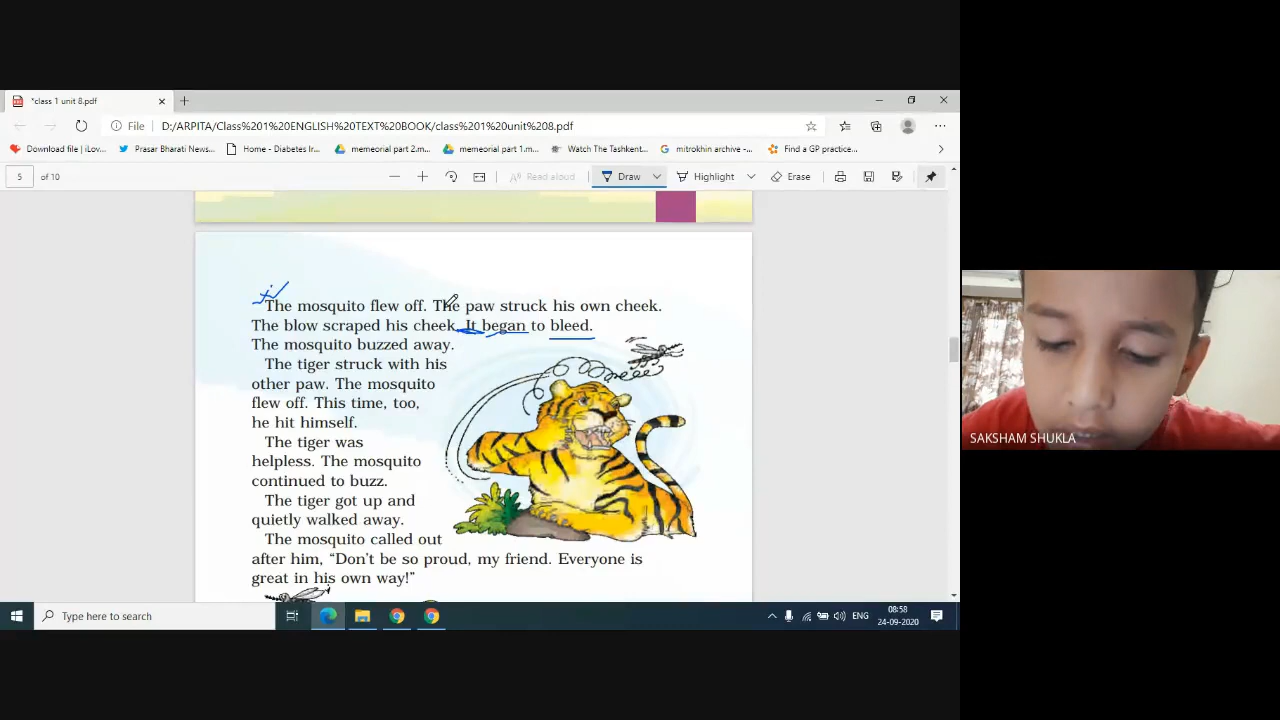 *class 1 unit 8.pdf
File
D:/ARPITA/Class%201%20ENGLISH%20TEXT%20BOOK/class%201%20unit%208.pdf
Download file | iLov...
Prasar Bharati News...
Home - Diabetes Ir...
memeorial part 2.m...
memeorial part 1.m...
Watch The Tashkent...
mitrokhin archive -...
Find a GP practice...
5 of 10
Read aloud
Draw
Highlight
Erase
The mosquito flew off. The paw struck his own cheek.
The blow scraped his cheek. It began to bleed.
The mosquito buzzed away.
The tiger struck with his
other paw. The mosquito
flew off. This time, too,
he hit himself.
The tiger was
helpless. The mosquito
continued to buzz.
The tiger got up and
quietly walked away.
The mosquito called out
after him, “Don't be so proud, my friend. Everyone is
great in his own way!”
SAKSHAM SHUKLA
Type here to search
ENG
08:58
24-09-2020